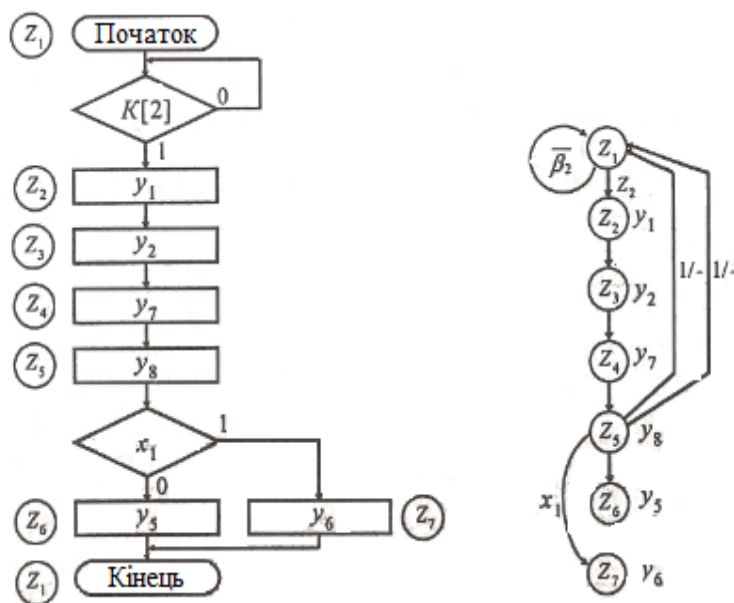 Z₁ Початок
K[2] 0
1
Z₂ y₁
Z₃ y₂
Z₄ y₇
Z₅ y₈
x₁ 1
0
Z₆ y₅ y₆ Z₇
Z₁ Кінець
β̅₂ Z₁
Z₂
Z₂ y₁
Z₃ y₂
1/- 1/-
Z₄ y₇
Z₅ y₈
x₁ Z₆ y₅
Z₇ y₆